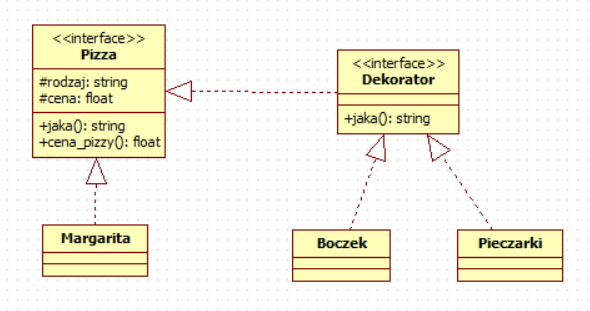 <<interface>>
Pizza
#rodzaj: string
#cena: float
+jaka(): string
+cena_pizzy(): float
<<interface>>
Dekorator
+jaka(): string
Margarita
Boczek
Pieczarki